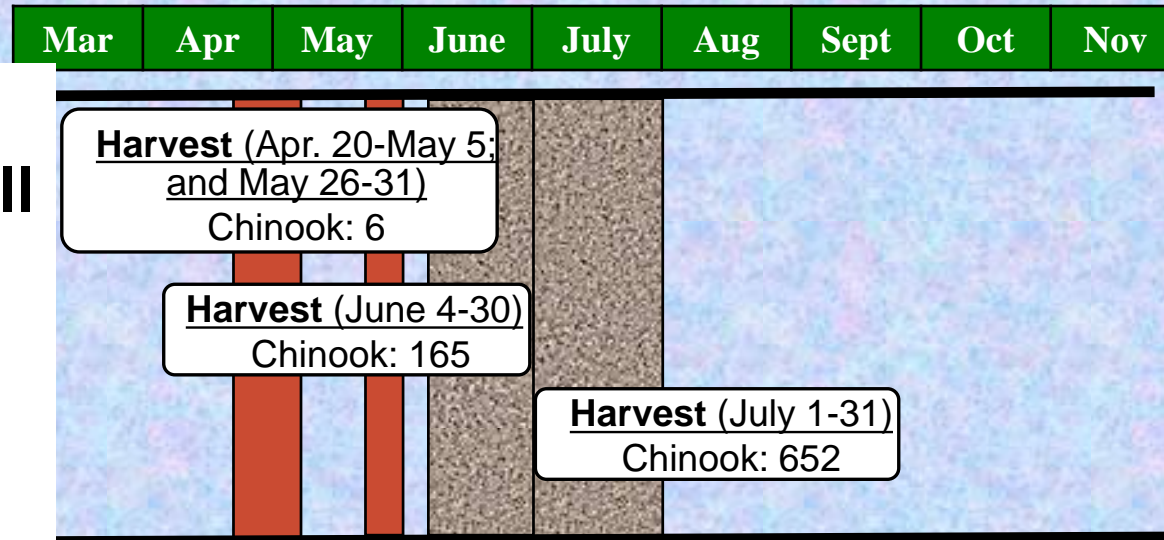 Mar Apr May June July Aug Sept Oct Nov
Harvest (Apr. 20-May 5;
and May 26-31)
Chinook: 6
ll
Harvest (June 4-30)
Chinook: 165
Harvest (July 1-31)
Chinook: 652